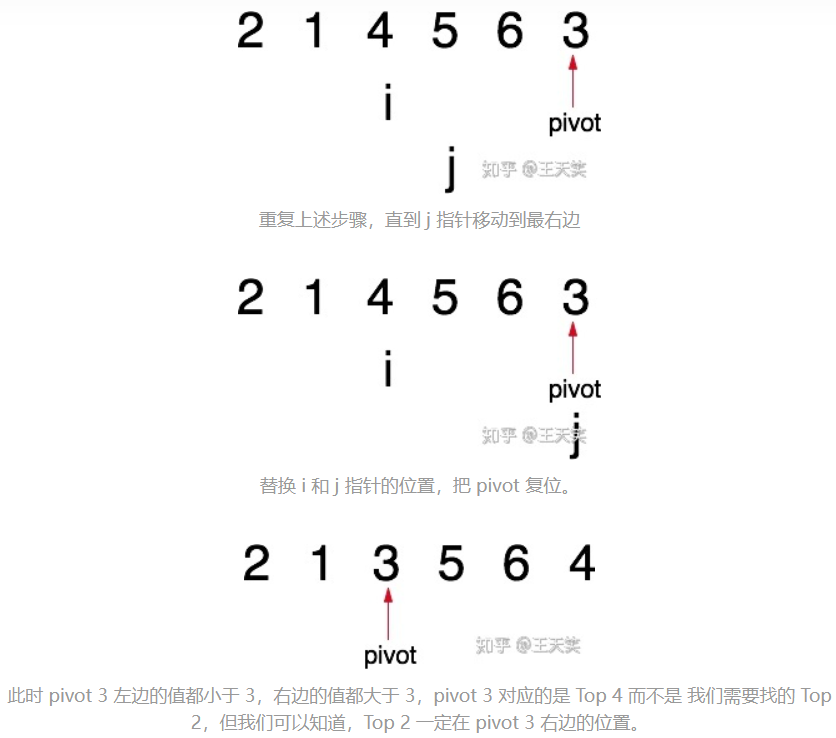 2 1 4 5 6 3
i
pivot
j
知乎 @王天笑
重复上述步骤，直到 j 指针移动到最右边
2 1 4 5 6 3
i
pivot
知乎 @王天笑
j
替换 i 和 j 指针的位置，把 pivot 复位。
2 1 3 5 6 4
知乎 @王天笑
pivot
此时 pivot 3 左边的值都小于 3，右边的值都大于 3，pivot 3 对应的是 Top 4 而不是 我们需要找的 Top
2，但我们可以知道，Top 2 一定在 pivot 3 右边的位置。